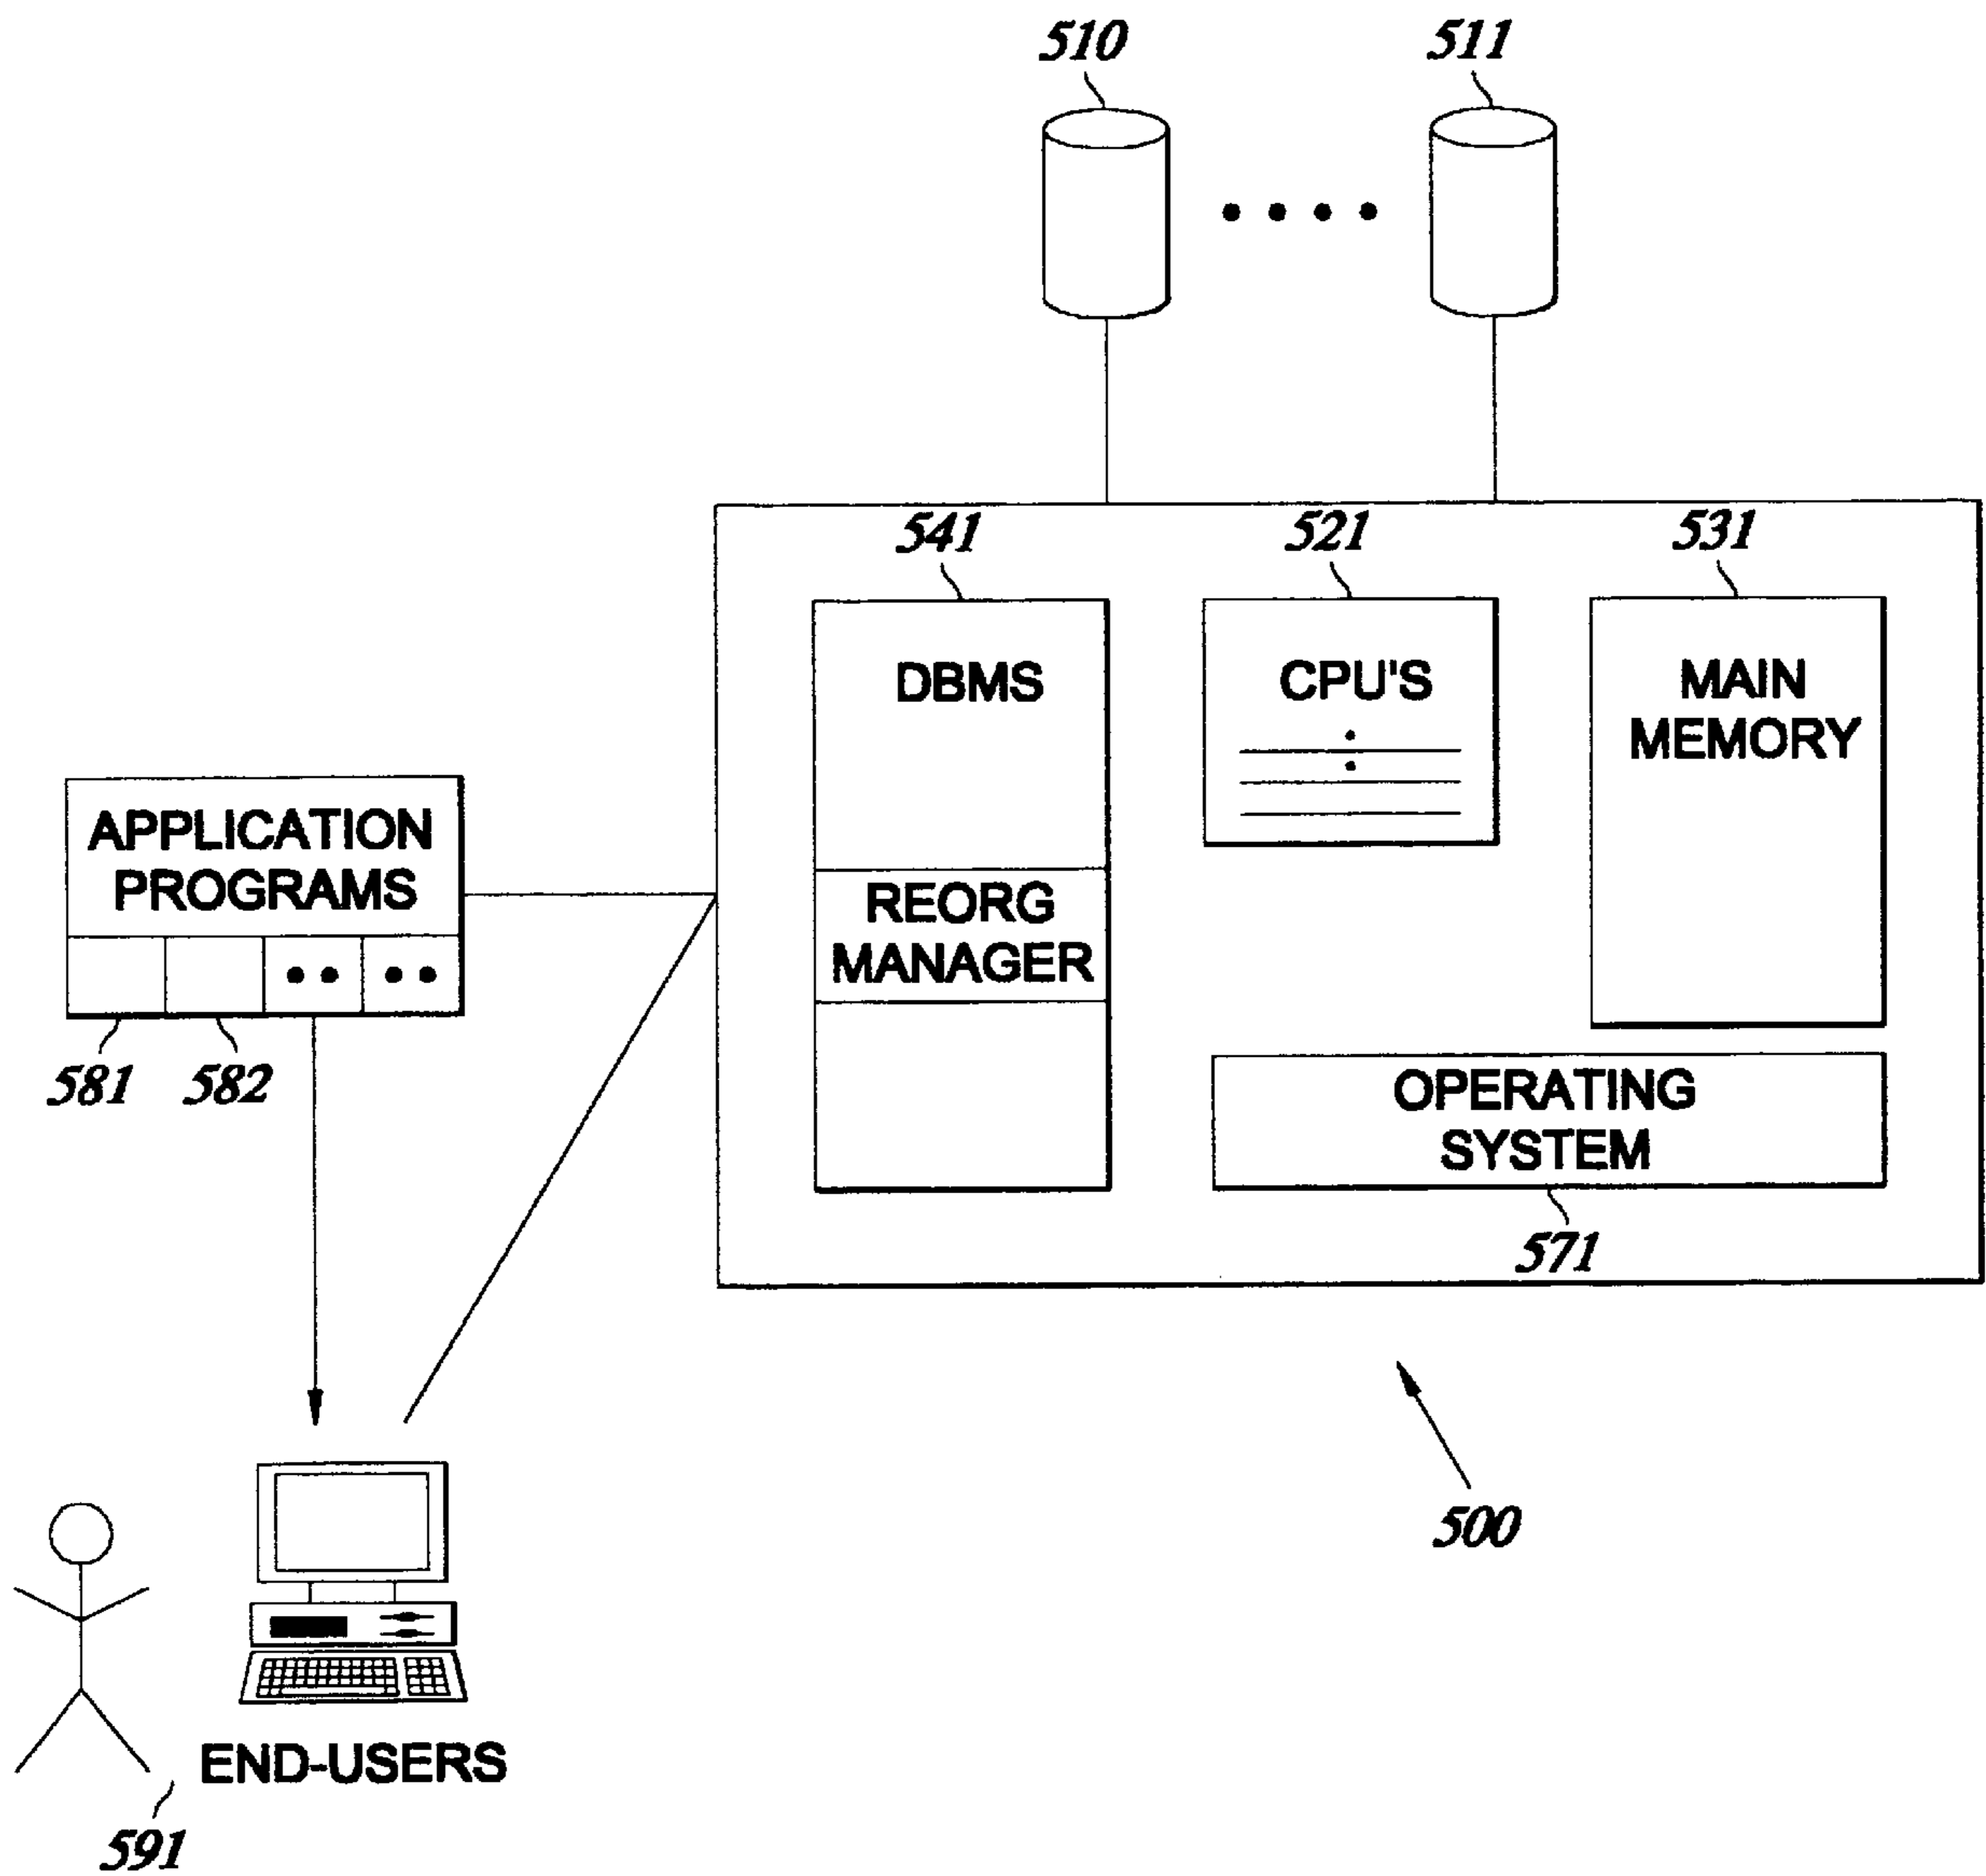 510
511
541
521
531
DBMS
CPU'S
MAIN
MEMORY
APPLICATION
PROGRAMS
REORG
MANAGER
581
582
OPERATING
SYSTEM
571
500
END-USERS
591